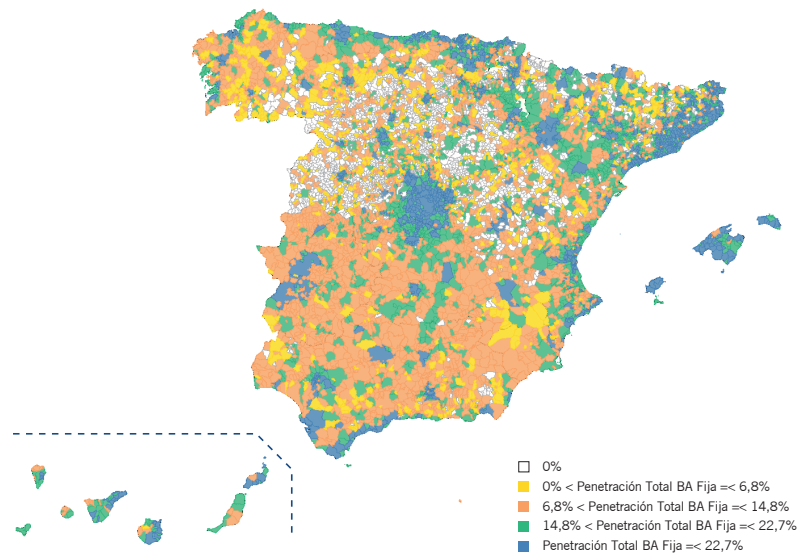 0%
0% < Penetración Total BA Fija =< 6,8%
6,8% < Penetración Total BA Fija =< 14,8%
14,8% < Penetración Total BA Fija =< 22,7%
Penetración Total BA Fija =< 22,7%